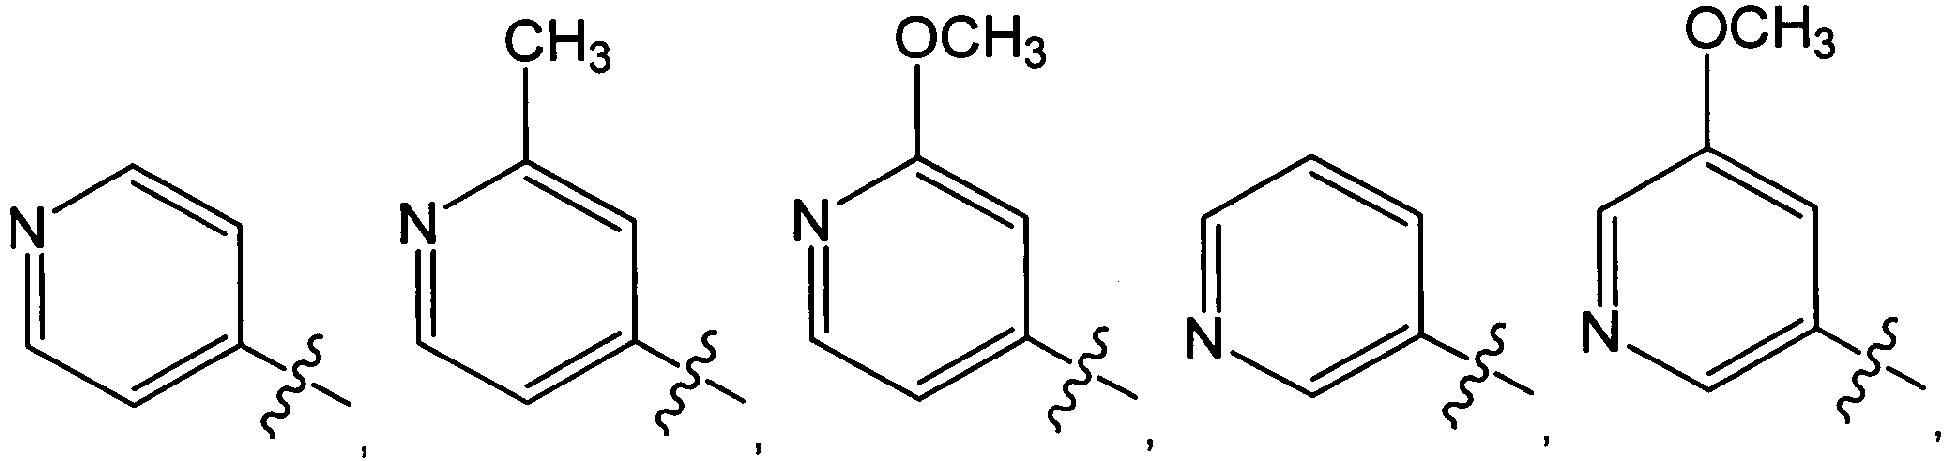 CH3
OCH3
OCH3
N
N
N
N
N
, , , , ,